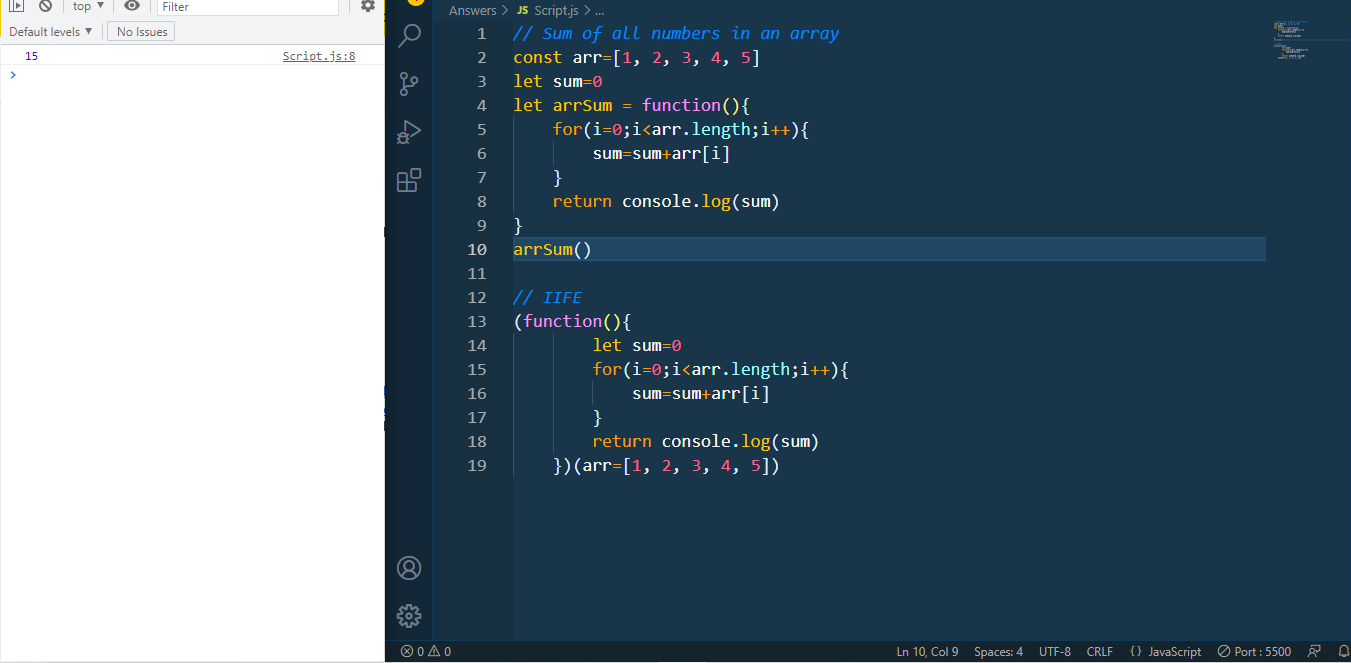 top ▼ Filter
Default levels ▼ No Issues
15 Script.js:8
Answers > JS Script.js > ...
1 // Sum of all numbers in an array
2 const arr=[1, 2, 3, 4, 5]
3 let sum=0
4 let arrSum = function(){
5 for(i=0;i<arr.length;i++){
6 sum=sum+arr[i]
7 }
8 return console.log(sum)
9 }
10 arrSum()
11
12 // IIFE
13 (function(){
14 let sum=0
15 for(i=0;i<arr.length;i++){
16 sum=sum+arr[i]
17 }
18 return console.log(sum)
19 })(arr=[1, 2, 3, 4, 5])
0 0 Ln 10, Col 9 Spaces: 4 UTF-8 CRLF {} JavaScript Port : 5500